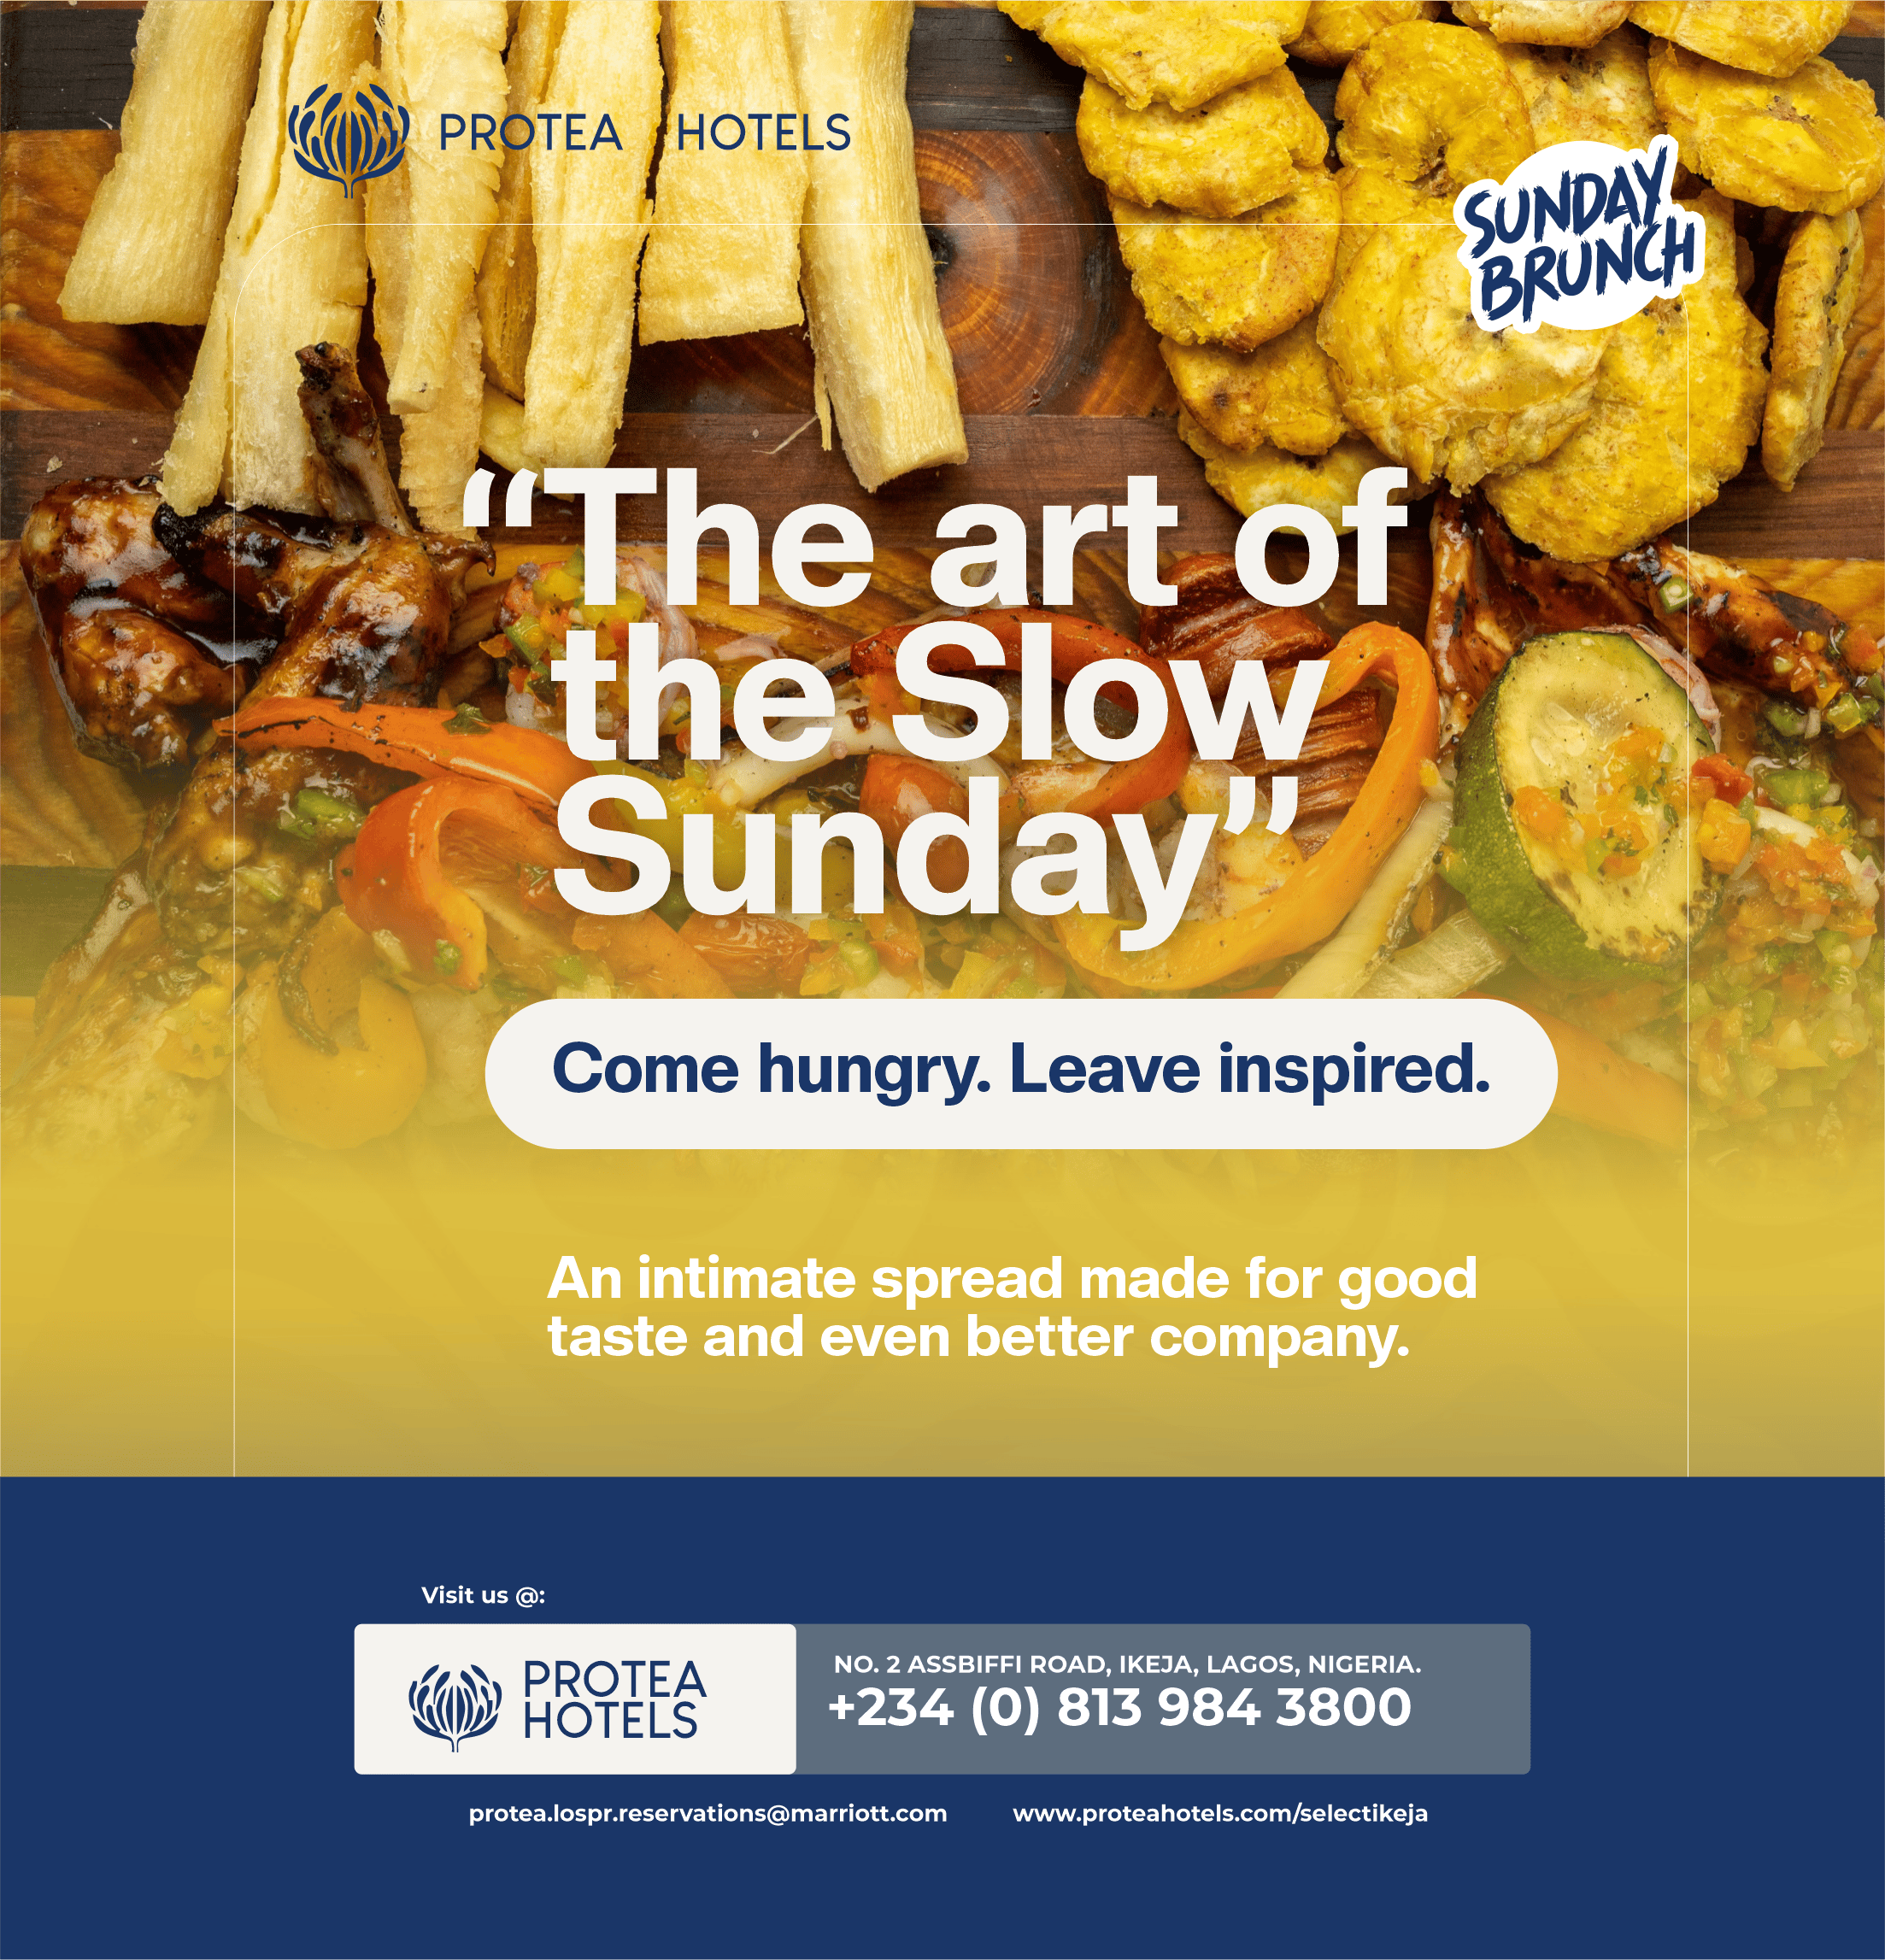 PROTEA HOTELS
SUNDAY
BRUNCH
“The art of
the Slow
Sunday”
Come hungry. Leave inspired.
An intimate spread made for good
taste and even better company.
Visit us @:
PROTEA
HOTELS
NO. 2 ASSBIFFI ROAD, IKEJA, LAGOS, NIGERIA.
+234 (0) 813 984 3800
protea.lospr.reservations@marriott.com
www.proteahotels.com/selectikeja